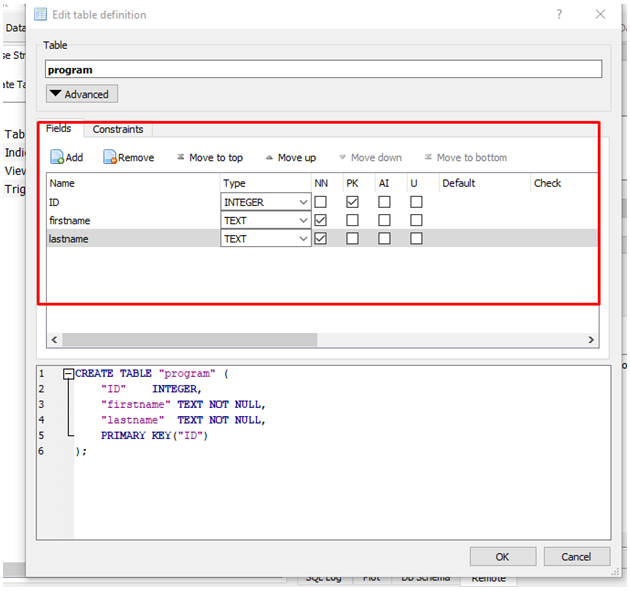 Edit table definition
Data
se Str
ate Ta
Table
program
Advanced
Tab
Indi
View
Trig
Fields Constraints
Add Remove Move to top Move up Move down Move to bottom
Name Type NN PK AI U Default Check
ID INTEGER
firstname TEXT
lastname TEXT
1 CREATE TABLE "program" (
2 "ID" INTEGER,
3 "firstname" TEXT NOT NULL,
4 "lastname" TEXT NOT NULL,
5 PRIMARY KEY("ID")
6 );
OK Cancel
SQL Log Plot DB Schema Remote